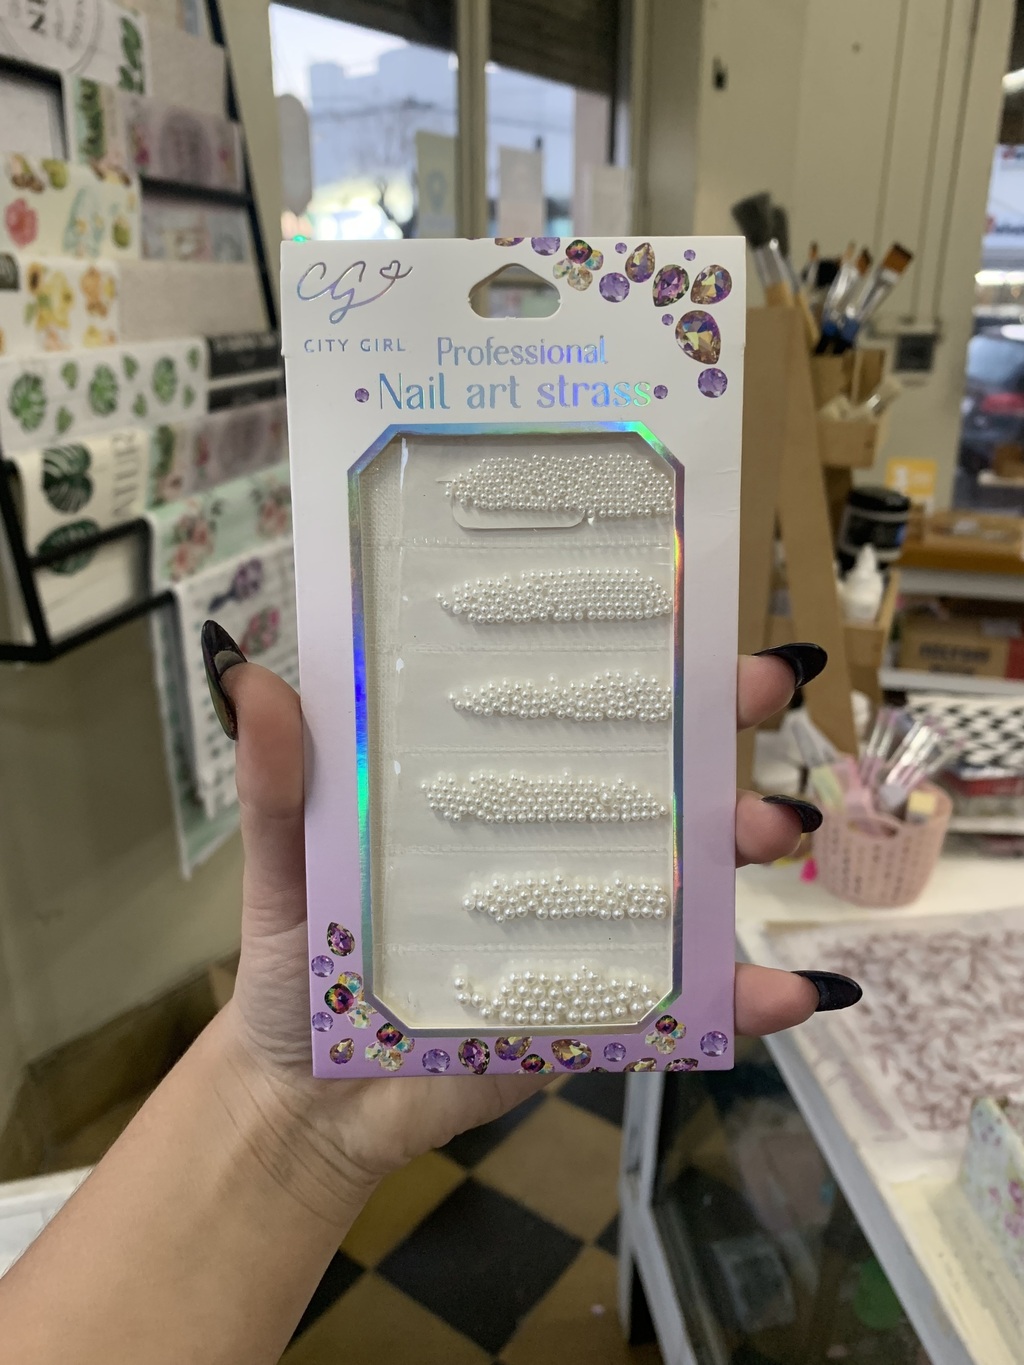 CG
CITY GIRL
Professional
Nail art strass